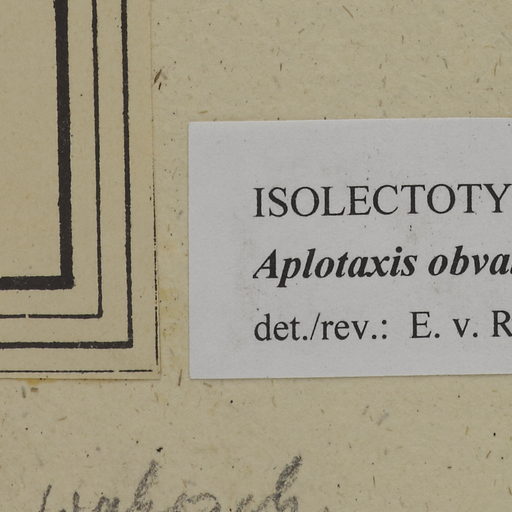 ISOLECTOTY
Aplotaxis obva
det./rev.: E. v. R